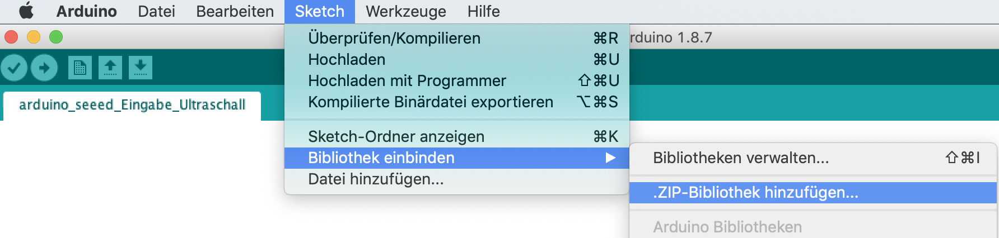 Arduino Datei Bearbeiten Sketch Werkzeuge Hilfe
rduino 1.8.7
arduino_seeed_Eingabe_Ultraschall
Überprüfen/Kompilieren ⌘R
Hochladen ⌘U
Hochladen mit Programmer ⇧⌘U
Kompilierte Binärdatei exportieren ⌥⌘S
Sketch-Ordner anzeigen ⌘K
Bibliothek einbinden ▶
Datei hinzufügen...
Bibliotheken verwalten... ⇧⌘I
.ZIP-Bibliothek hinzufügen...
Arduino Bibliotheken